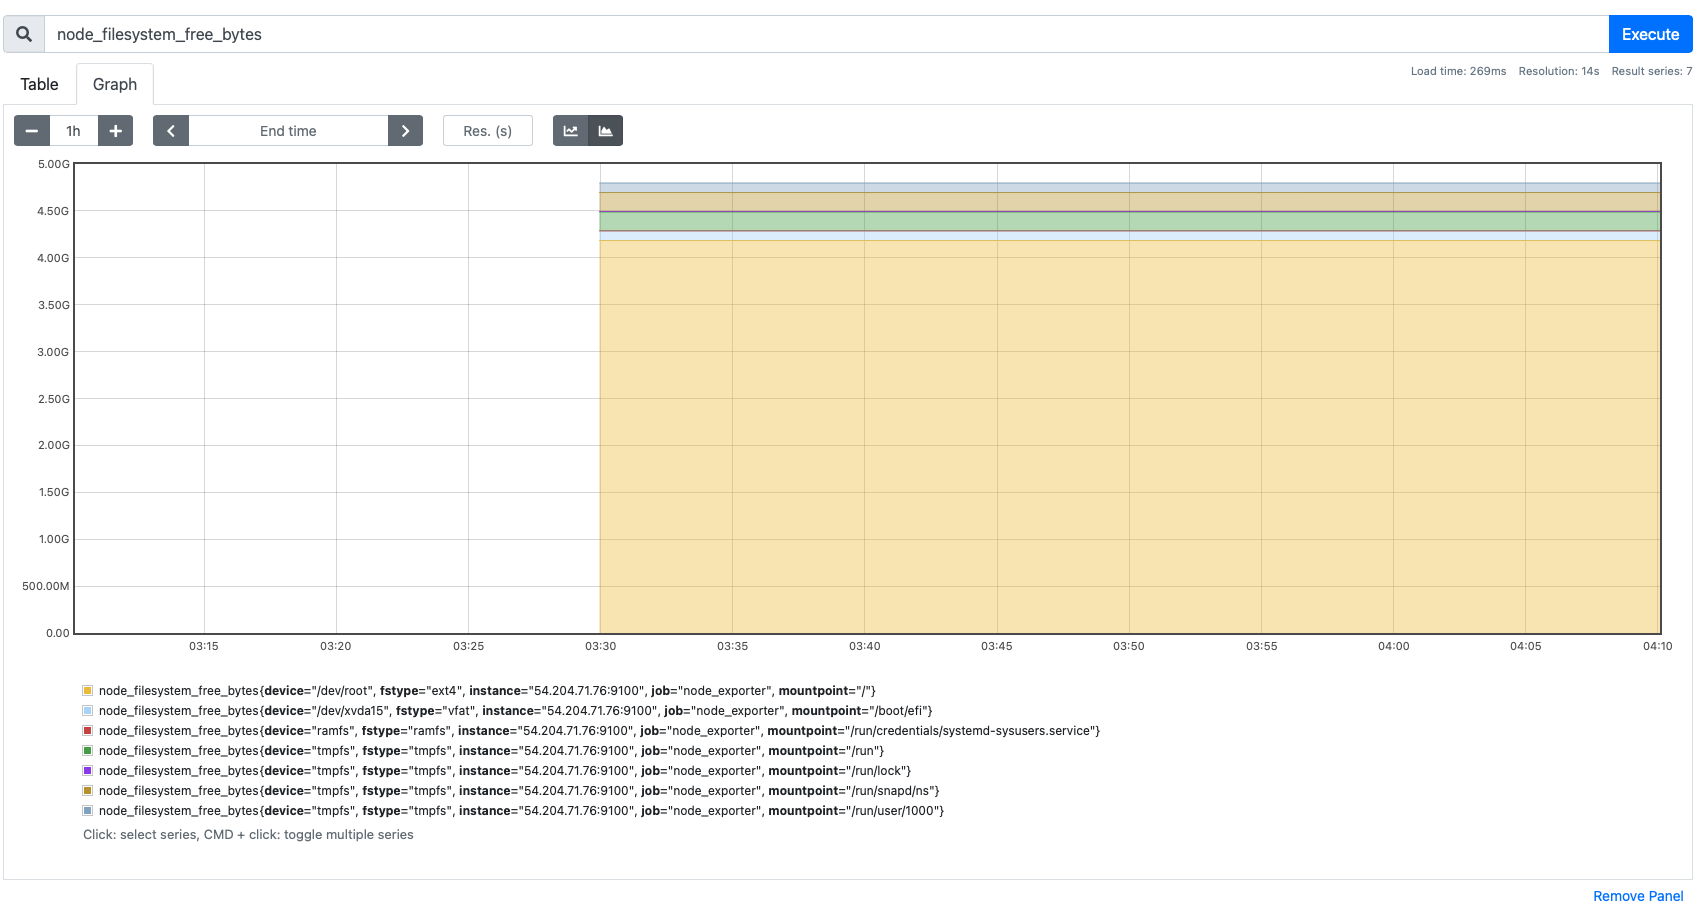 node_filesystem_free_bytes
Execute
Load time: 269ms Resolution: 14s Result series: 7
Table Graph
1h End time Res. (s)
5.00G
4.50G
4.00G
3.50G
3.00G
2.50G
2.00G
1.50G
1.00G
500.00M
0.00
03:15 03:20 03:25 03:30 03:35 03:40 03:45 03:50 03:55 04:00 04:05 04:10
node_filesystem_free_bytes{device="/dev/root", fstype="ext4", instance="54.204.71.76:9100", job="node_exporter", mountpoint="/"}
node_filesystem_free_bytes{device="/dev/xvda15", fstype="vfat", instance="54.204.71.76:9100", job="node_exporter", mountpoint="/boot/efi"}
node_filesystem_free_bytes{device="ramfs", fstype="ramfs", instance="54.204.71.76:9100", job="node_exporter", mountpoint="/run/credentials/systemd-sysusers.service"}
node_filesystem_free_bytes{device="tmpfs", fstype="tmpfs", instance="54.204.71.76:9100", job="node_exporter", mountpoint="/run"}
node_filesystem_free_bytes{device="tmpfs", fstype="tmpfs", instance="54.204.71.76:9100", job="node_exporter", mountpoint="/run/lock"}
node_filesystem_free_bytes{device="tmpfs", fstype="tmpfs", instance="54.204.71.76:9100", job="node_exporter", mountpoint="/run/snapd/ns"}
node_filesystem_free_bytes{device="tmpfs", fstype="tmpfs", instance="54.204.71.76:9100", job="node_exporter", mountpoint="/run/user/1000"}
Click: select series, CMD + click: toggle multiple series
Remove Panel